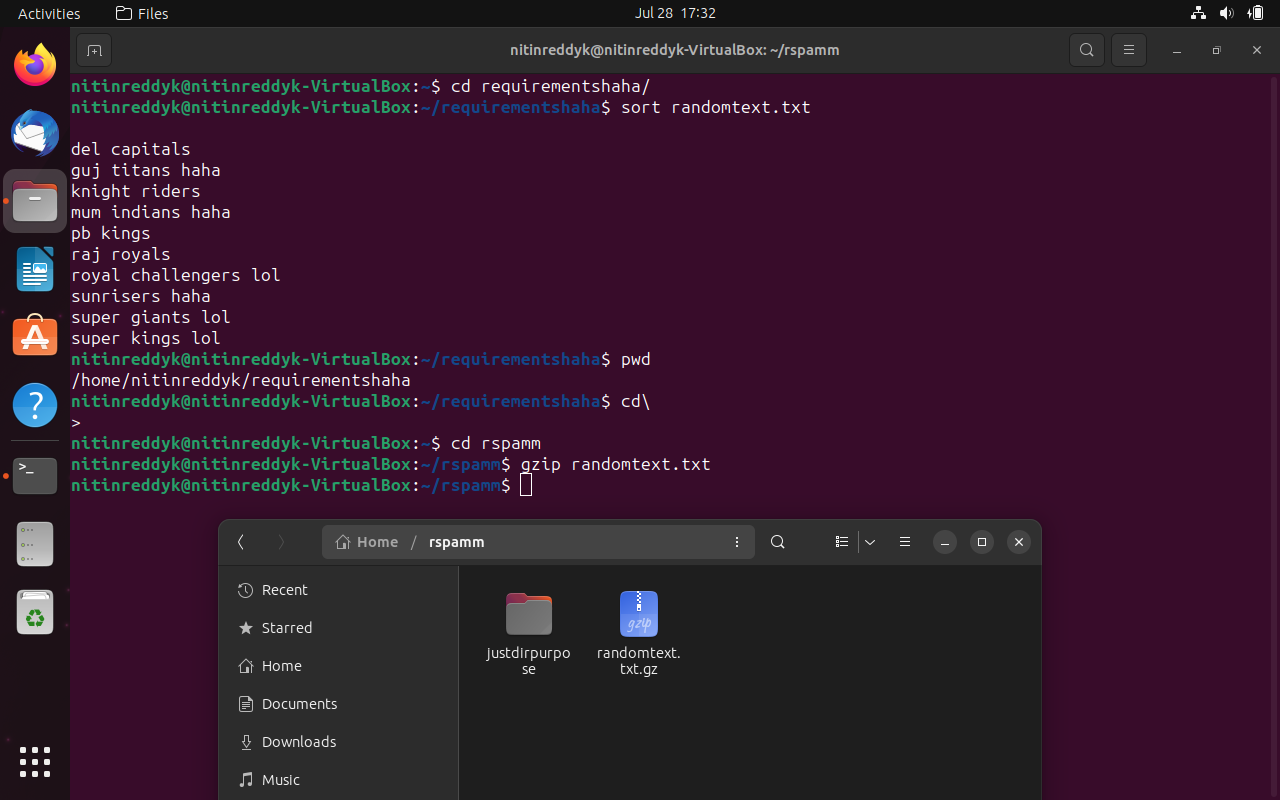 Activities Files Jul 28 17:32
nitinreddyk@nitinreddyk-VirtualBox: ~/rspamm
nitinreddyk@nitinreddyk-VirtualBox:~$ cd requirementshaha/
nitinreddyk@nitinreddyk-VirtualBox:~/requirementshaha$ sort randomtext.txt
del capitals
guj titans haha
knight riders
mum indians haha
pb kings
raj royals
royal challengers lol
sunrisers haha
super giants lol
super kings lol
nitinreddyk@nitinreddyk-VirtualBox:~/requirementshaha$ pwd
/home/nitinreddyk/requirementshaha
nitinreddyk@nitinreddyk-VirtualBox:~/requirementshaha$ cd\
>
nitinreddyk@nitinreddyk-VirtualBox:~$ cd rspamm
nitinreddyk@nitinreddyk-VirtualBox:~/rspamm$ gzip randomtext.txt
nitinreddyk@nitinreddyk-VirtualBox:~/rspamm$
Home / rspamm
Recent
Starred
Home
Documents
Downloads
Music
gzip
justdirpurpo
se
randomtext.
txt.gz